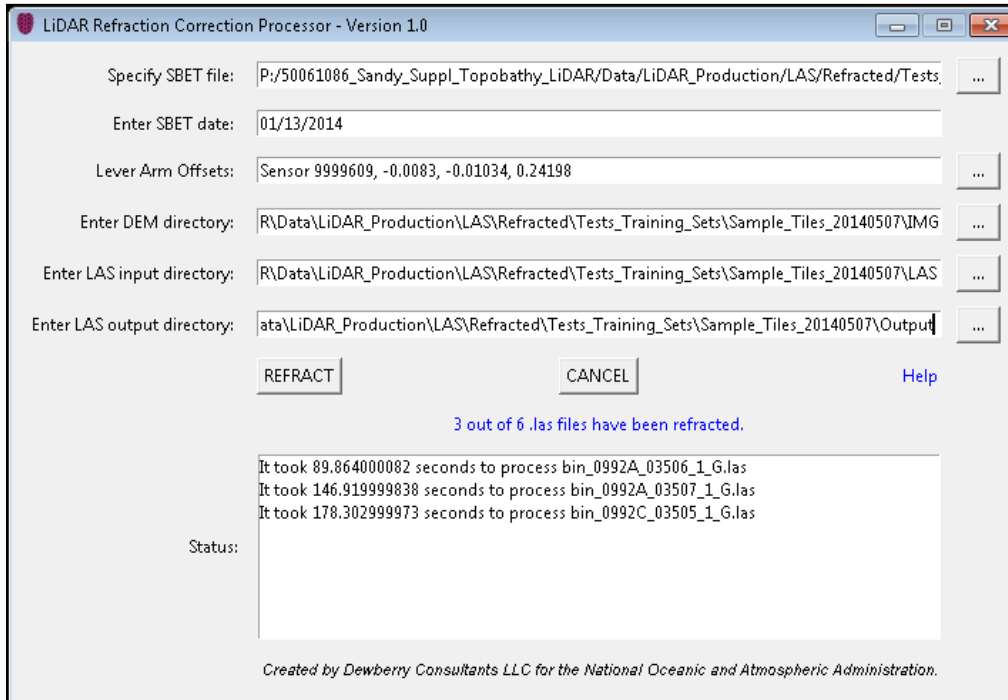 LiDAR Refraction Correction Processor - Version 1.0
Specify SBET file: P:/50061086_Sandy_Suppl_Topobathy_LiDAR/Data/LiDAR_Production/LAS/Refracted/Tests_ ...
Enter SBET date: 01/13/2014
Lever Arm Offsets: Sensor 9999609, -0.0083, -0.01034, 0.24198 ...
Enter DEM directory: R\Data\LiDAR_Production\LAS\Refracted\Tests_Training_Sets\Sample_Tiles_20140507\IMG ...
Enter LAS input directory: R\Data\LiDAR_Production\LAS\Refracted\Tests_Training_Sets\Sample_Tiles_20140507\LAS ...
Enter LAS output directory: ata\LiDAR_Production\LAS\Refracted\Tests_Training_Sets\Sample_Tiles_20140507\Output ...
REFRACT CANCEL Help
3 out of 6 .las files have been refracted.
It took 89.864000082 seconds to process bin_0992A_03506_1_G.las
It took 146.919999838 seconds to process bin_0992A_03507_1_G.las
It took 178.302999973 seconds to process bin_0992C_03505_1_G.las
Status:
Created by Dewberry Consultants LLC for the National Oceanic and Atmospheric Administration.